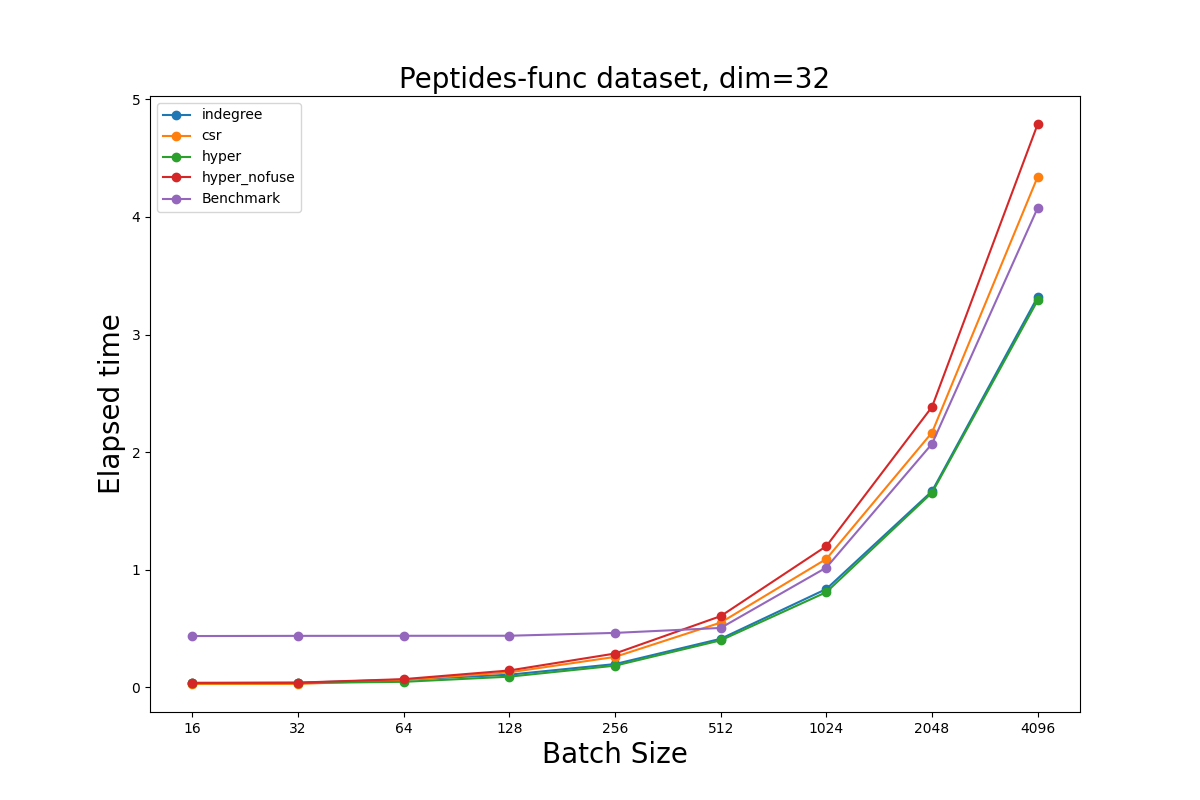 Peptides-func dataset, dim=32
indegree
csr
hyper
hyper_nofuse
Benchmark
Elapsed time
5
4
3
2
1
0
16 32 64 128 256 512 1024 2048 4096
Batch Size